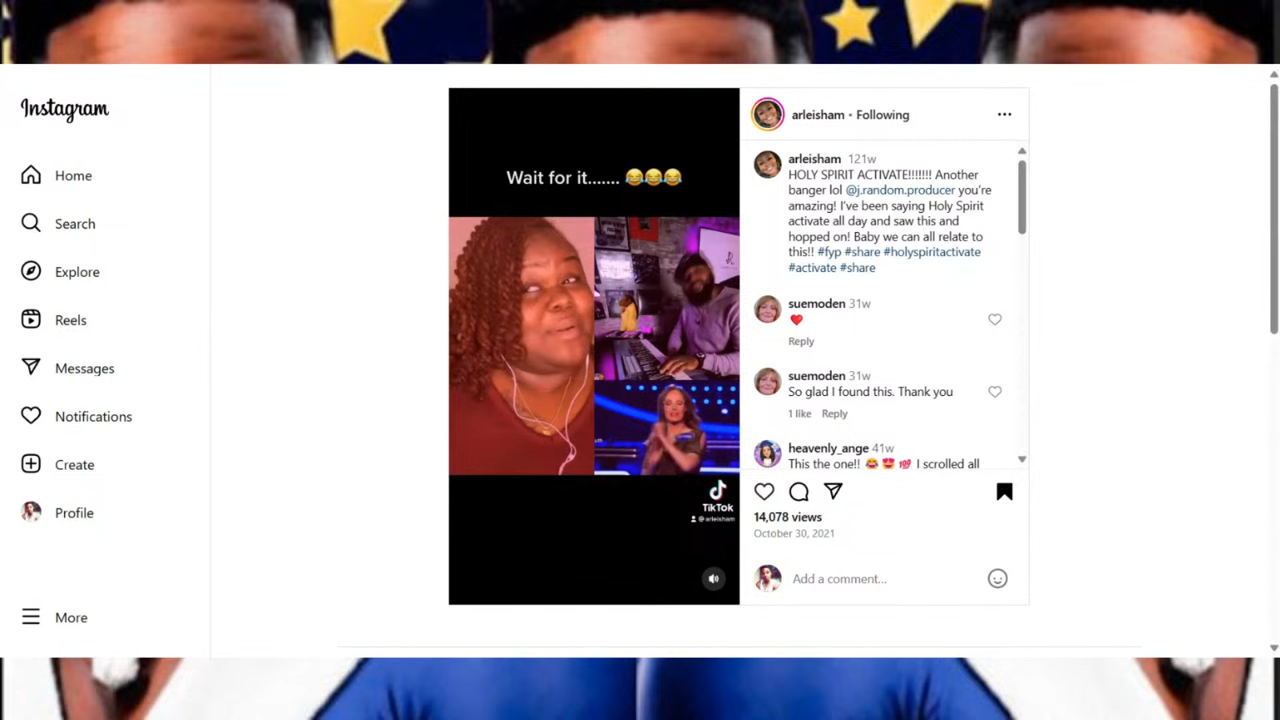 Instagram
Home
Search
Explore
Reels
Messages
Notifications
Create
Profile
More
Wait for it....... 😂😂😂
TikTok
@arleisham
arleisham • Following
arleisham 121w
HOLY SPIRIT ACTIVATE!!!!!!! Another
banger lol @j.random.producer you're
amazing! I've been saying Holy Spirit
activate all day and saw this and
hopped on! Baby we can all relate to
this!! #fyp #share #holyspiritactivate
#activate #share
suemoden 31w
❤️
Reply
suemoden 31w
So glad I found this. Thank you
1 like Reply
heavenly_ange 41w
This the one!! 😂 😍 💯 I scrolled all
14,078 views
October 30, 2021
Add a comment...